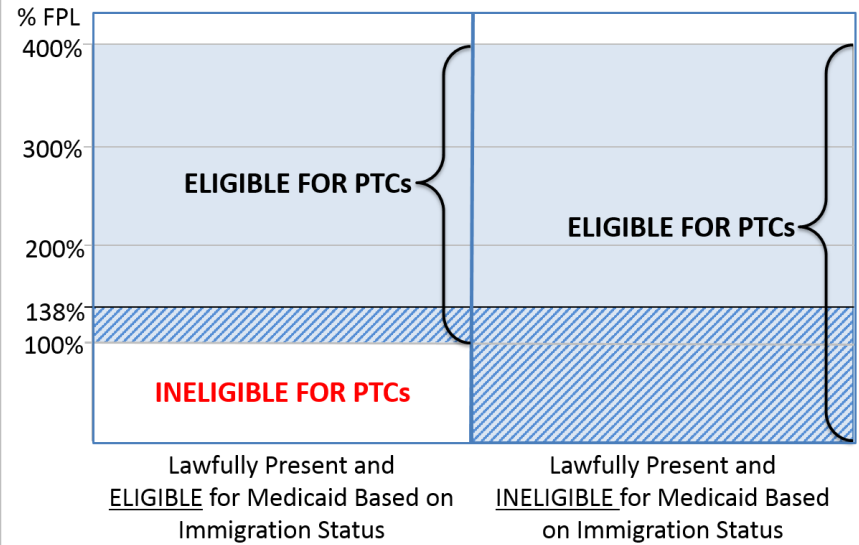 % FPL
400%
300%
ELIGIBLE FOR PTCs
ELIGIBLE FOR PTCs
200%
138%
100%
INELIGIBLE FOR PTCs
Lawfully Present and
ELIGIBLE for Medicaid Based on
Immigration Status
Lawfully Present and
INELIGIBLE for Medicaid Based
on Immigration Status